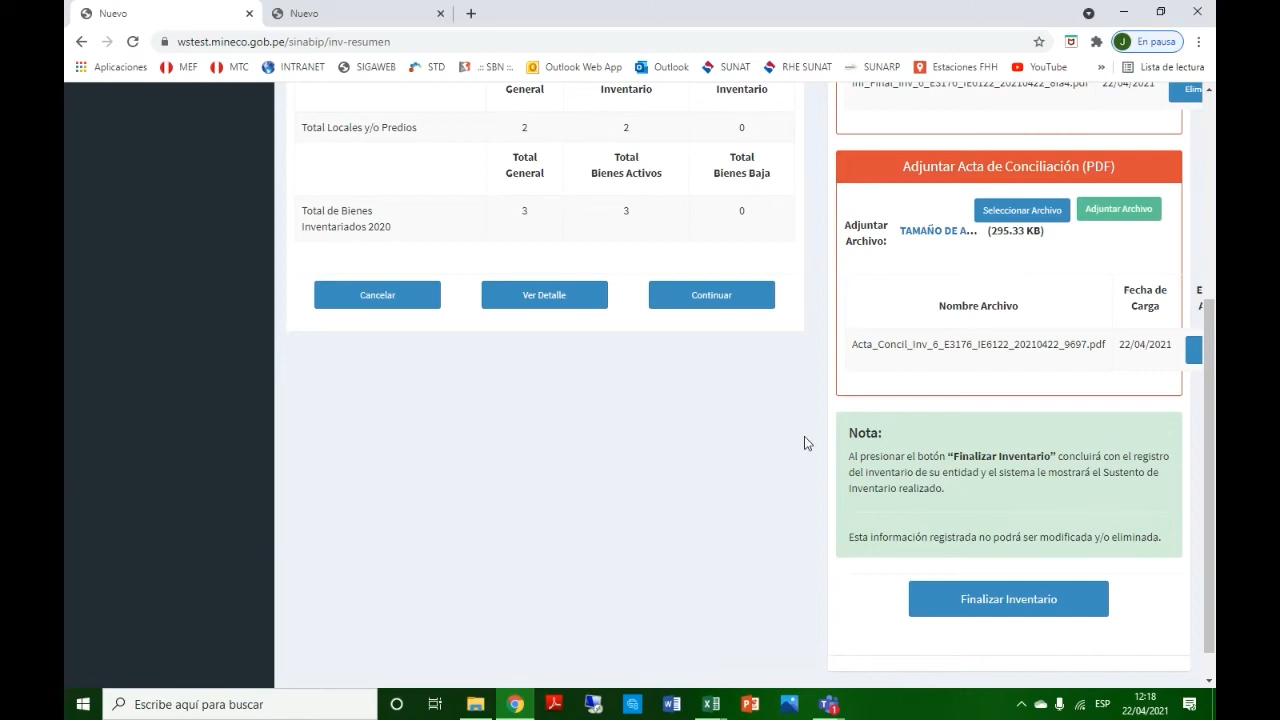 Nuevo
Nuevo
wstest.mineco.gob.pe/sinabip/inv-resumen
J En pausa
Aplicaciones MEF MTC INTRANET SIGAWEB STD .:: SBN ::. Outlook Web App Outlook SUNAT RHE SUNAT SUNARP Estaciones FHH YouTube » Lista de lectura
General Inventario Inventario
Total Locales y/o Predios 2 2 0
Total Total Total
General Bienes Activos Bienes Baja
Total de Bienes 3 3 0
Inventariados 2020
Cancelar Ver Detalle Continuar
22/04/2021
Adjuntar Acta de Conciliación (PDF)
Seleccionar Archivo Adjuntar Archivo
Adjuntar
Archivo:
TAMAÑO DE A... (295.33 KB)
Nombre Archivo
Fecha de
Carga
Acta_Concil_Inv_6_E3176_IE6122_20210422_9697.pdf 22/04/2021
Nota:
Al presionar el botón “Finalizar Inventario” concluirá con el registro
del inventario de su entidad y el sistema le mostrará el Sustento de
Inventario realizado.
Esta información registrada no podrá ser modificada y/o eliminada.
Finalizar Inventario
Escribe aquí para buscar
ESP
12:18
22/04/2021